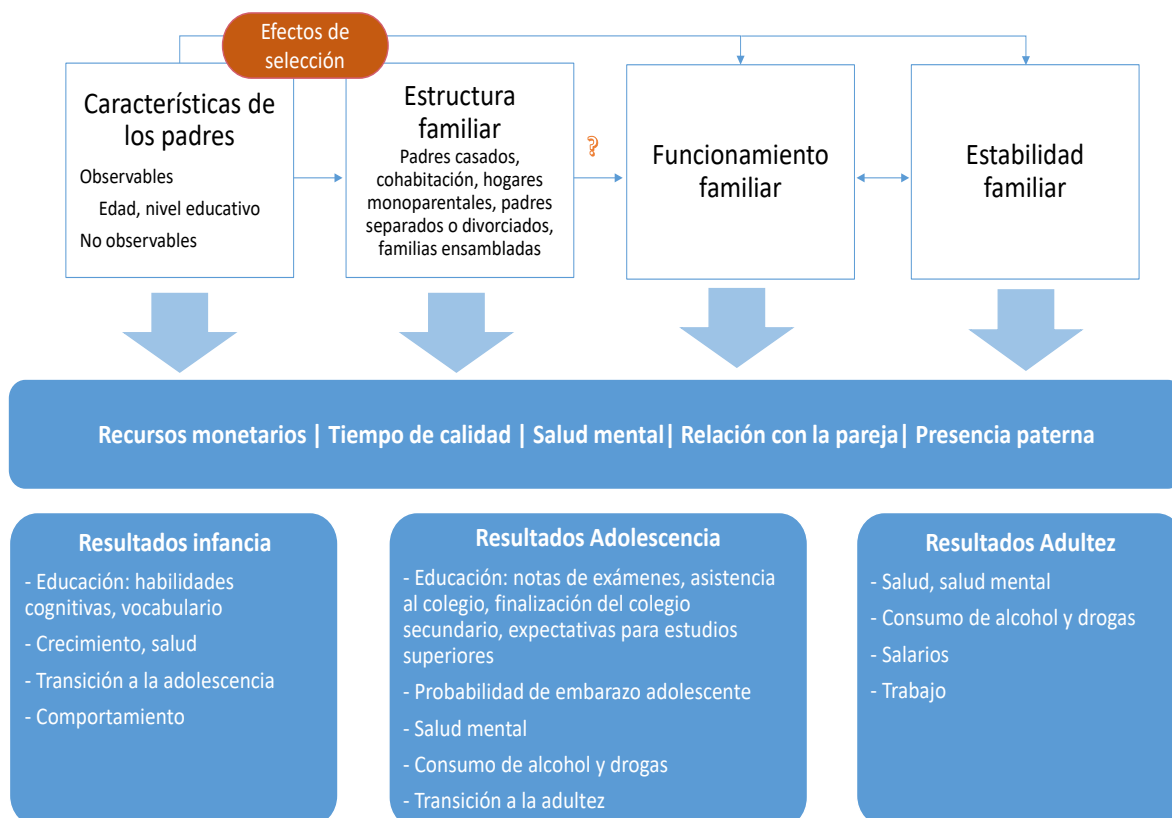 Efectos de
selección
Características de
los padres
Observables
Edad, nivel educativo
No observables
Estructura
familiar
Padres casados,
cohabitación, hogares
monoparentales, padres
separados o divorciados,
familias ensambladas
?
Funcionamiento
familiar
Estabilidad
familiar
Recursos monetarios | Tiempo de calidad | Salud mental| Relación con la pareja| Presencia paterna
Resultados infancia
- Educación: habilidades
cognitivas, vocabulario
- Crecimiento, salud
- Transición a la adolescencia
- Comportamiento
Resultados Adolescencia
- Educación: notas de exámenes, asistencia
al colegio, finalización del colegio
secundario, expectativas para estudios
superiores
- Probabilidad de embarazo adolescente
- Salud mental
- Consumo de alcohol y drogas
- Transición a la adultez
Resultados Adultez
- Salud, salud mental
- Consumo de alcohol y drogas
- Salarios
- Trabajo